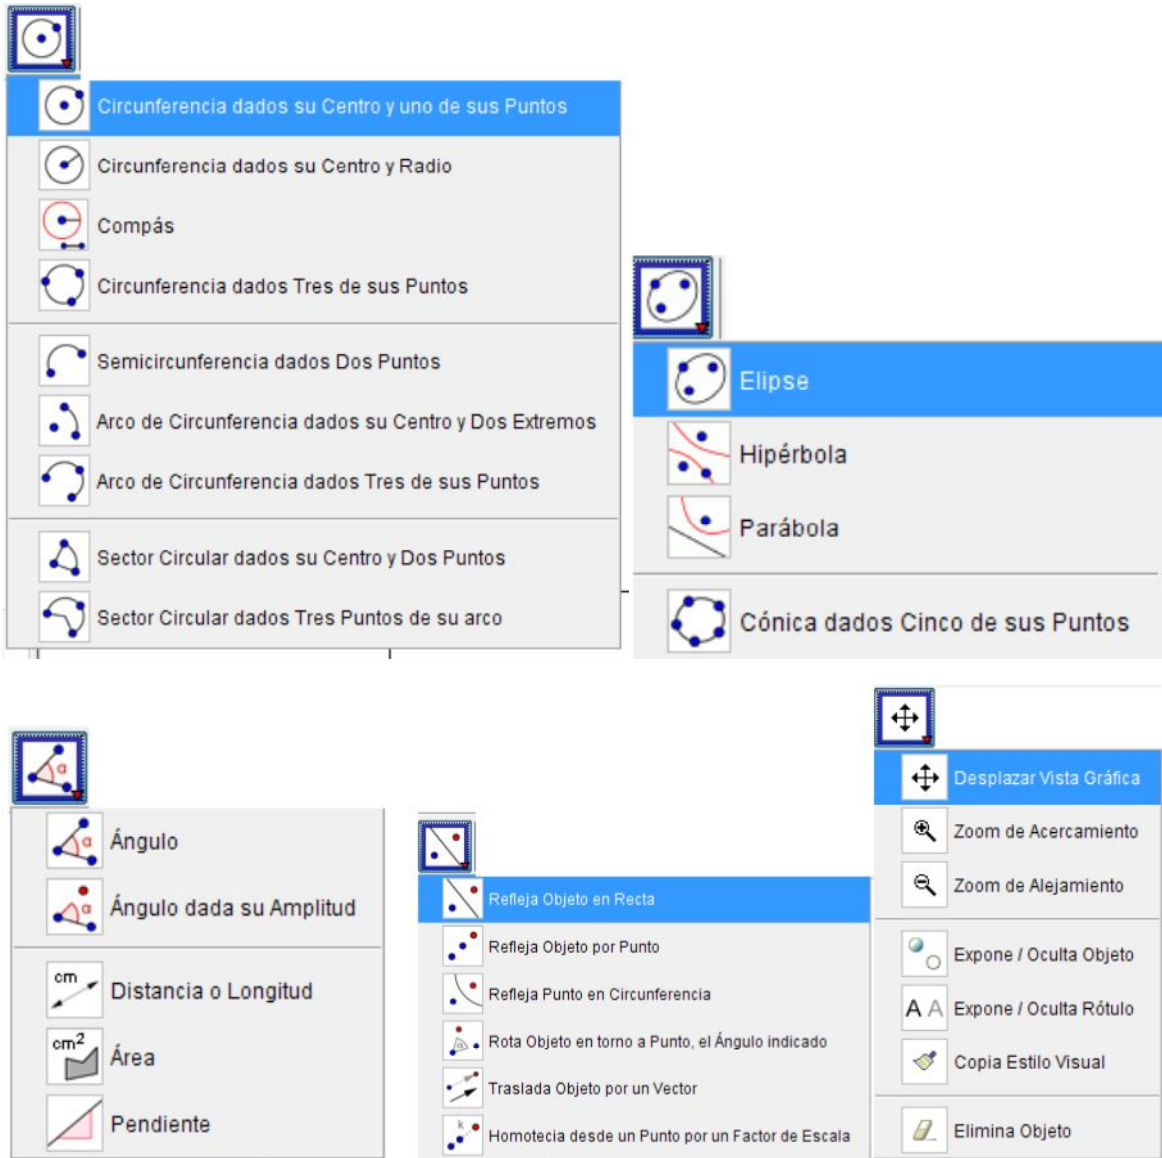 Circunferencia dados su Centro y uno de sus Puntos
Circunferencia dados su Centro y Radio
Compás
Circunferencia dados Tres de sus Puntos
Semicircunferencia dados Dos Puntos
Arco de Circunferencia dados su Centro y Dos Extremos
Arco de Circunferencia dados Tres de sus Puntos
Sector Circular dados su Centro y Dos Puntos
Sector Circular dados Tres Puntos de su arco
Elipse
Hipérbola
Parábola
Cónica dados Cinco de sus Puntos
α
α Ángulo
α Ángulo dada su Amplitud
cm Distancia o Longitud
cm² Área
Pendiente
Refleja Objeto en Recta
Refleja Objeto por Punto
Refleja Punto en Circunferencia
α Rota Objeto en torno a Punto, el Ángulo indicado
Traslada Objeto por un Vector
k Homotecia desde un Punto por un Factor de Escala
Desplazar Vista Gráfica
Zoom de Acercamiento
Zoom de Alejamiento
Expone / Oculta Objeto
A A Expone / Oculta Rótulo
Copia Estilo Visual
Elimina Objeto